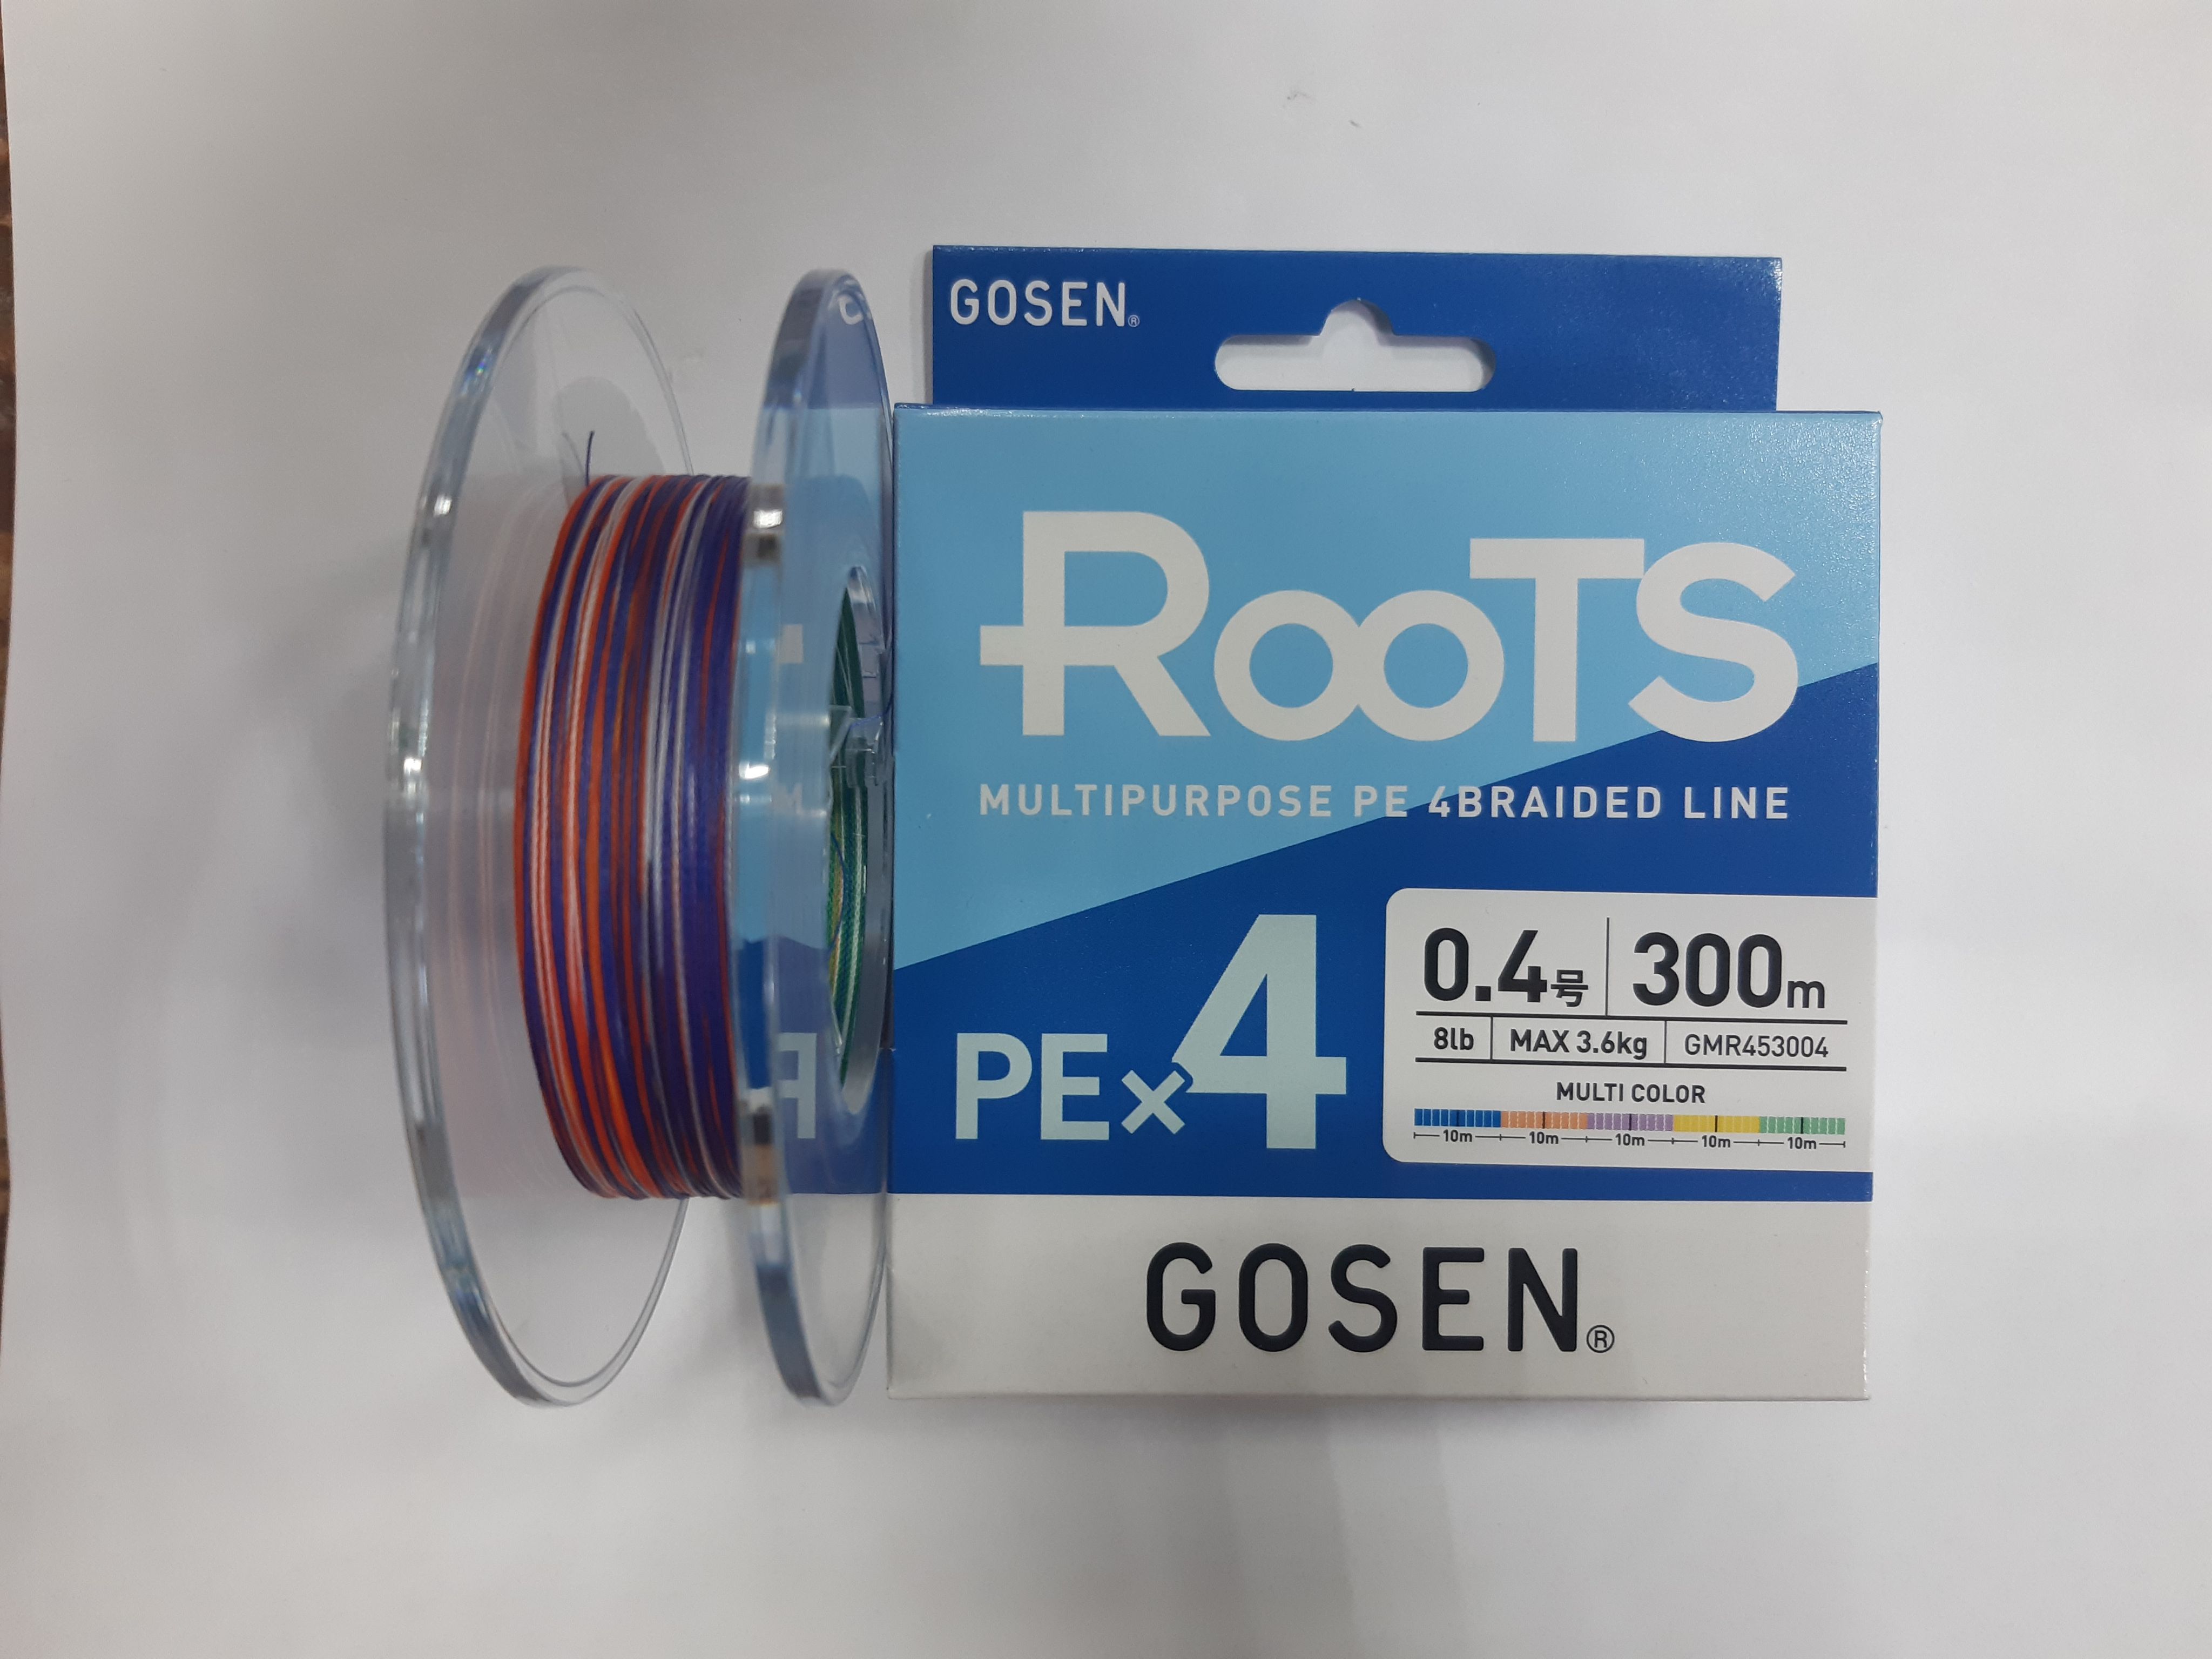 GOSEN®
RooTS
MULTIPURPOSE PE 4BRAIDED LINE
PE×4
0.4号 300m
8lb MAX 3.6kg GMR453004
MULTI COLOR
10m 10m 10m 10m 10m
GOSEN®